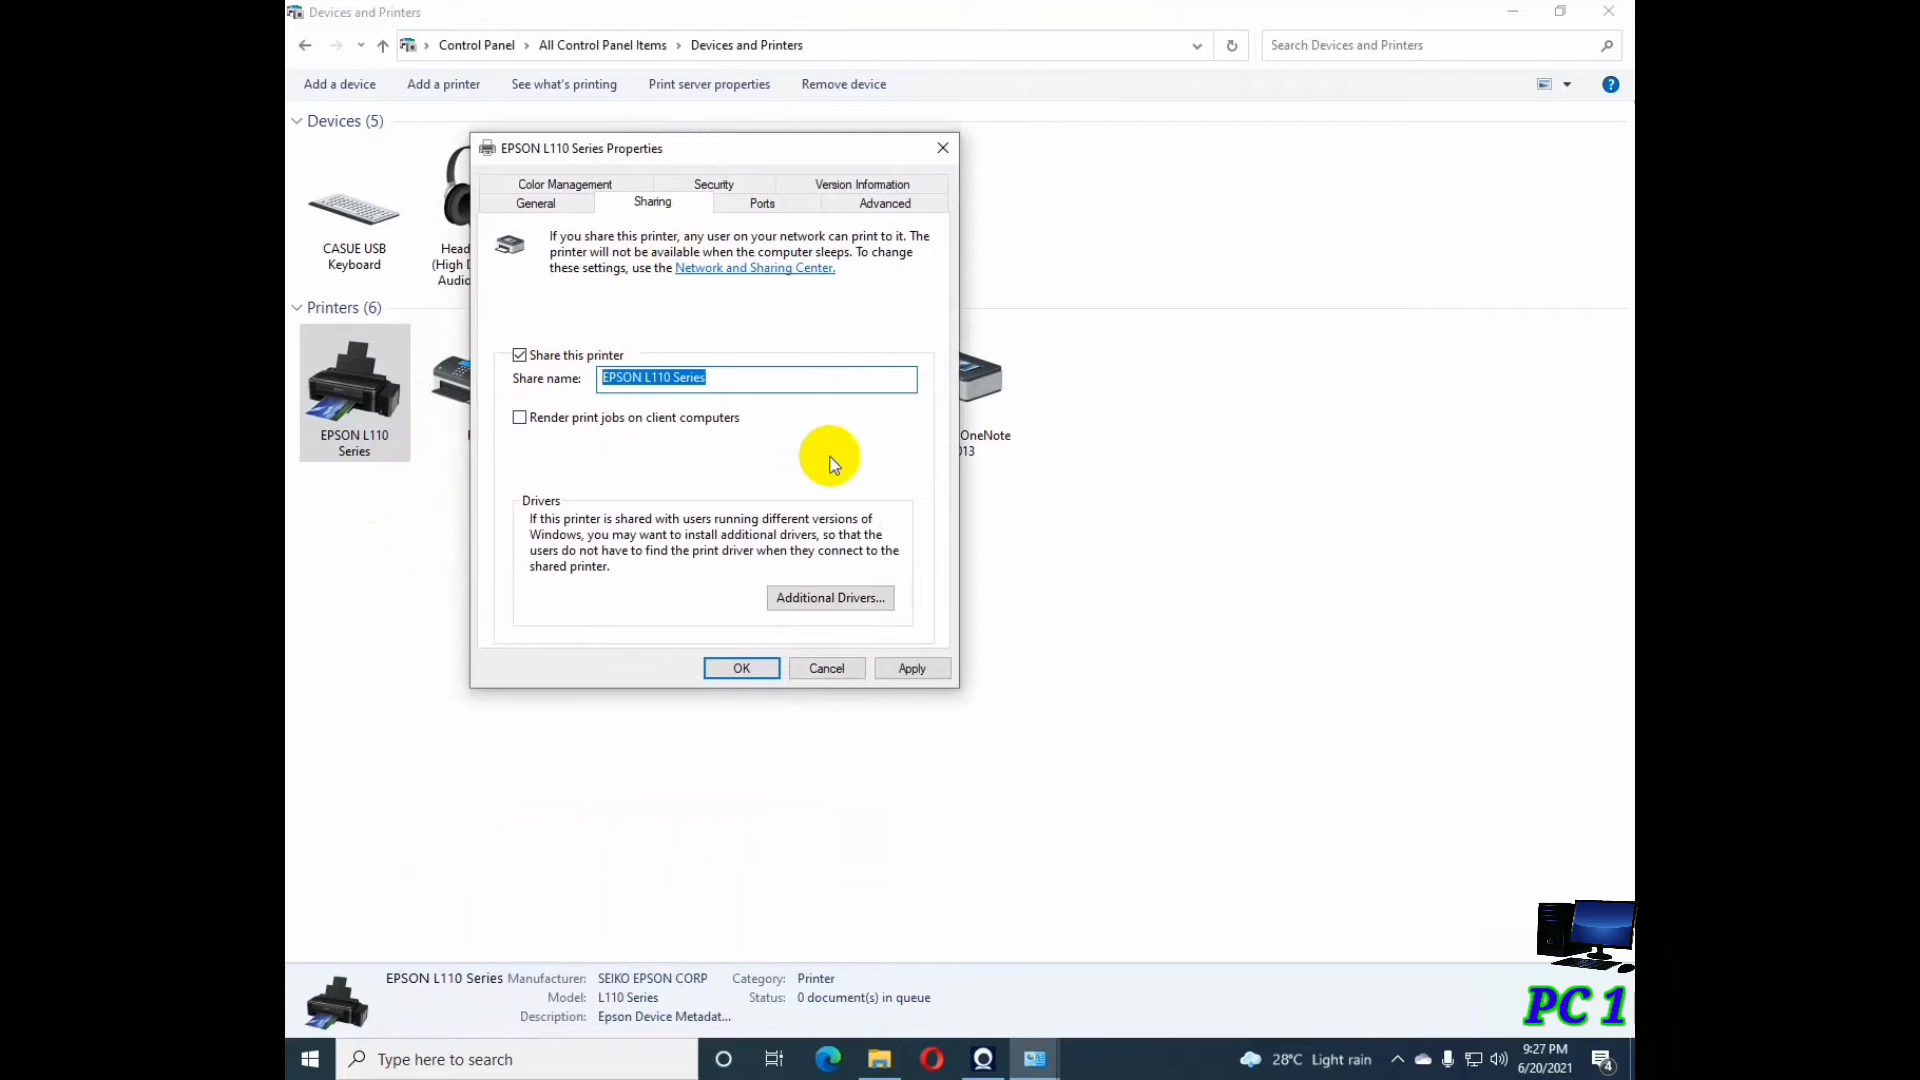 Devices and Printers
Control Panel > All Control Panel Items > Devices and Printers
Search Devices and Printers
Add a device Add a printer See what's printing Print server properties Remove device
Devices (5)
CASUE USB
Keyboard
Head
(High D
Audio
Printers (6)
EPSON L110
Series
OneNote
13
EPSON L110 Series Properties
Color Management Security Version Information
General Sharing Ports Advanced
If you share this printer, any user on your network can print to it. The
printer will not be available when the computer sleeps. To change
these settings, use the Network and Sharing Center.
Share this printer
Share name: EPSON L110 Series
Render print jobs on client computers
Drivers
If this printer is shared with users running different versions of
Windows, you may want to install additional drivers, so that the
users do not have to find the print driver when they connect to the
shared printer.
Additional Drivers...
OK Cancel Apply
EPSON L110 Series Manufacturer: SEIKO EPSON CORP Category: Printer
Model: L110 Series Status: 0 document(s) in queue
Description: Epson Device Metadat...
PC 1
Type here to search
28°C Light rain
9:27 PM
6/20/2021
4